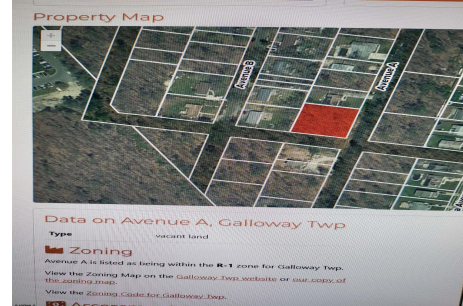 Property Map
+
−
Avenue B
Avenue A
Data on Avenue A, Galloway Twp
Type vacant land
Zoning
Avenue A is listed as being within the R-1 zone for Galloway Twp.
View the Zoning Map on the Galloway Twp website or our copy of
the zoning map.
View the Zoning Code for Galloway Twp.